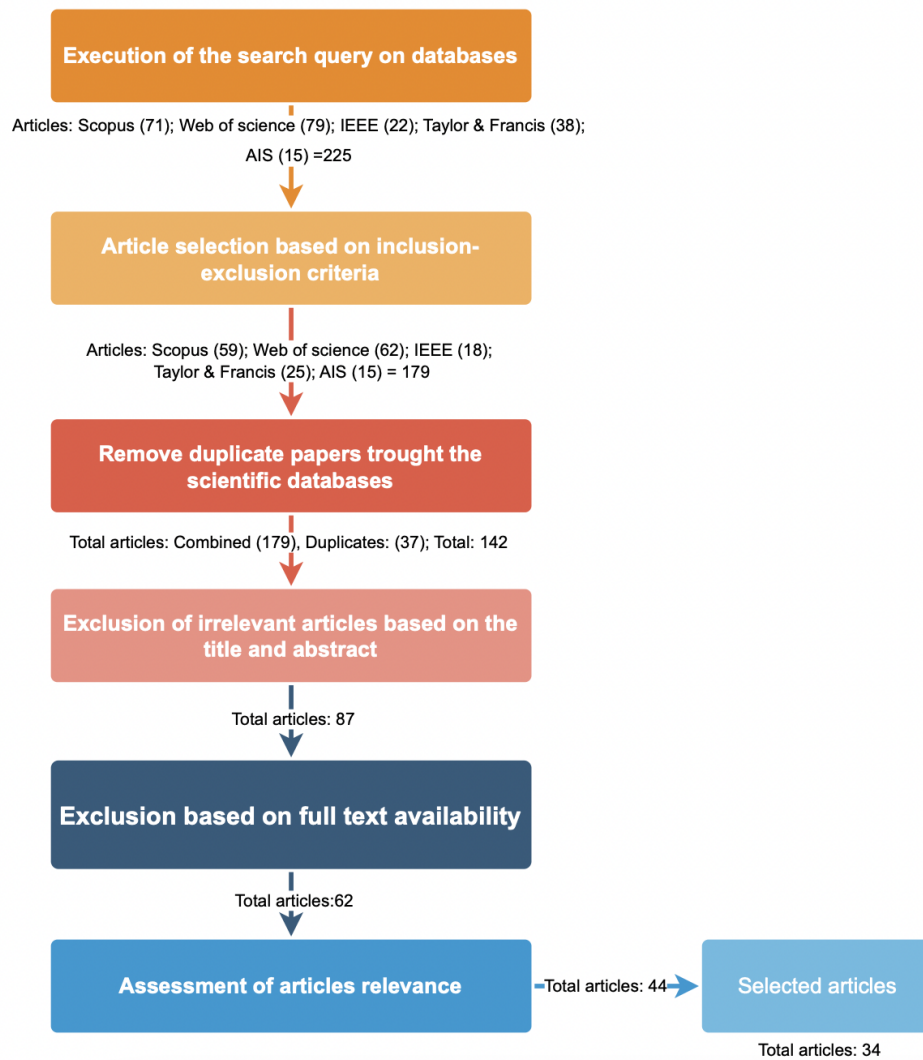 Execution of the search query on databases
Articles: Scopus (71); Web of science (79); IEEE (22); Taylor & Francis (38);
AIS (15) =225
Article selection based on inclusion-
exclusion criteria
Articles: Scopus (59); Web of science (62); IEEE (18);
Taylor & Francis (25); AIS (15) = 179
Remove duplicate papers trought the
scientific databases
Total articles: Combined (179), Duplicates: (37); Total: 142
Exclusion of irrelevant articles based on the
title and abstract
Total articles: 87
Exclusion based on full text availability
Total articles:62
Assessment of articles relevance
Total articles: 44
Selected articles
Total articles: 34